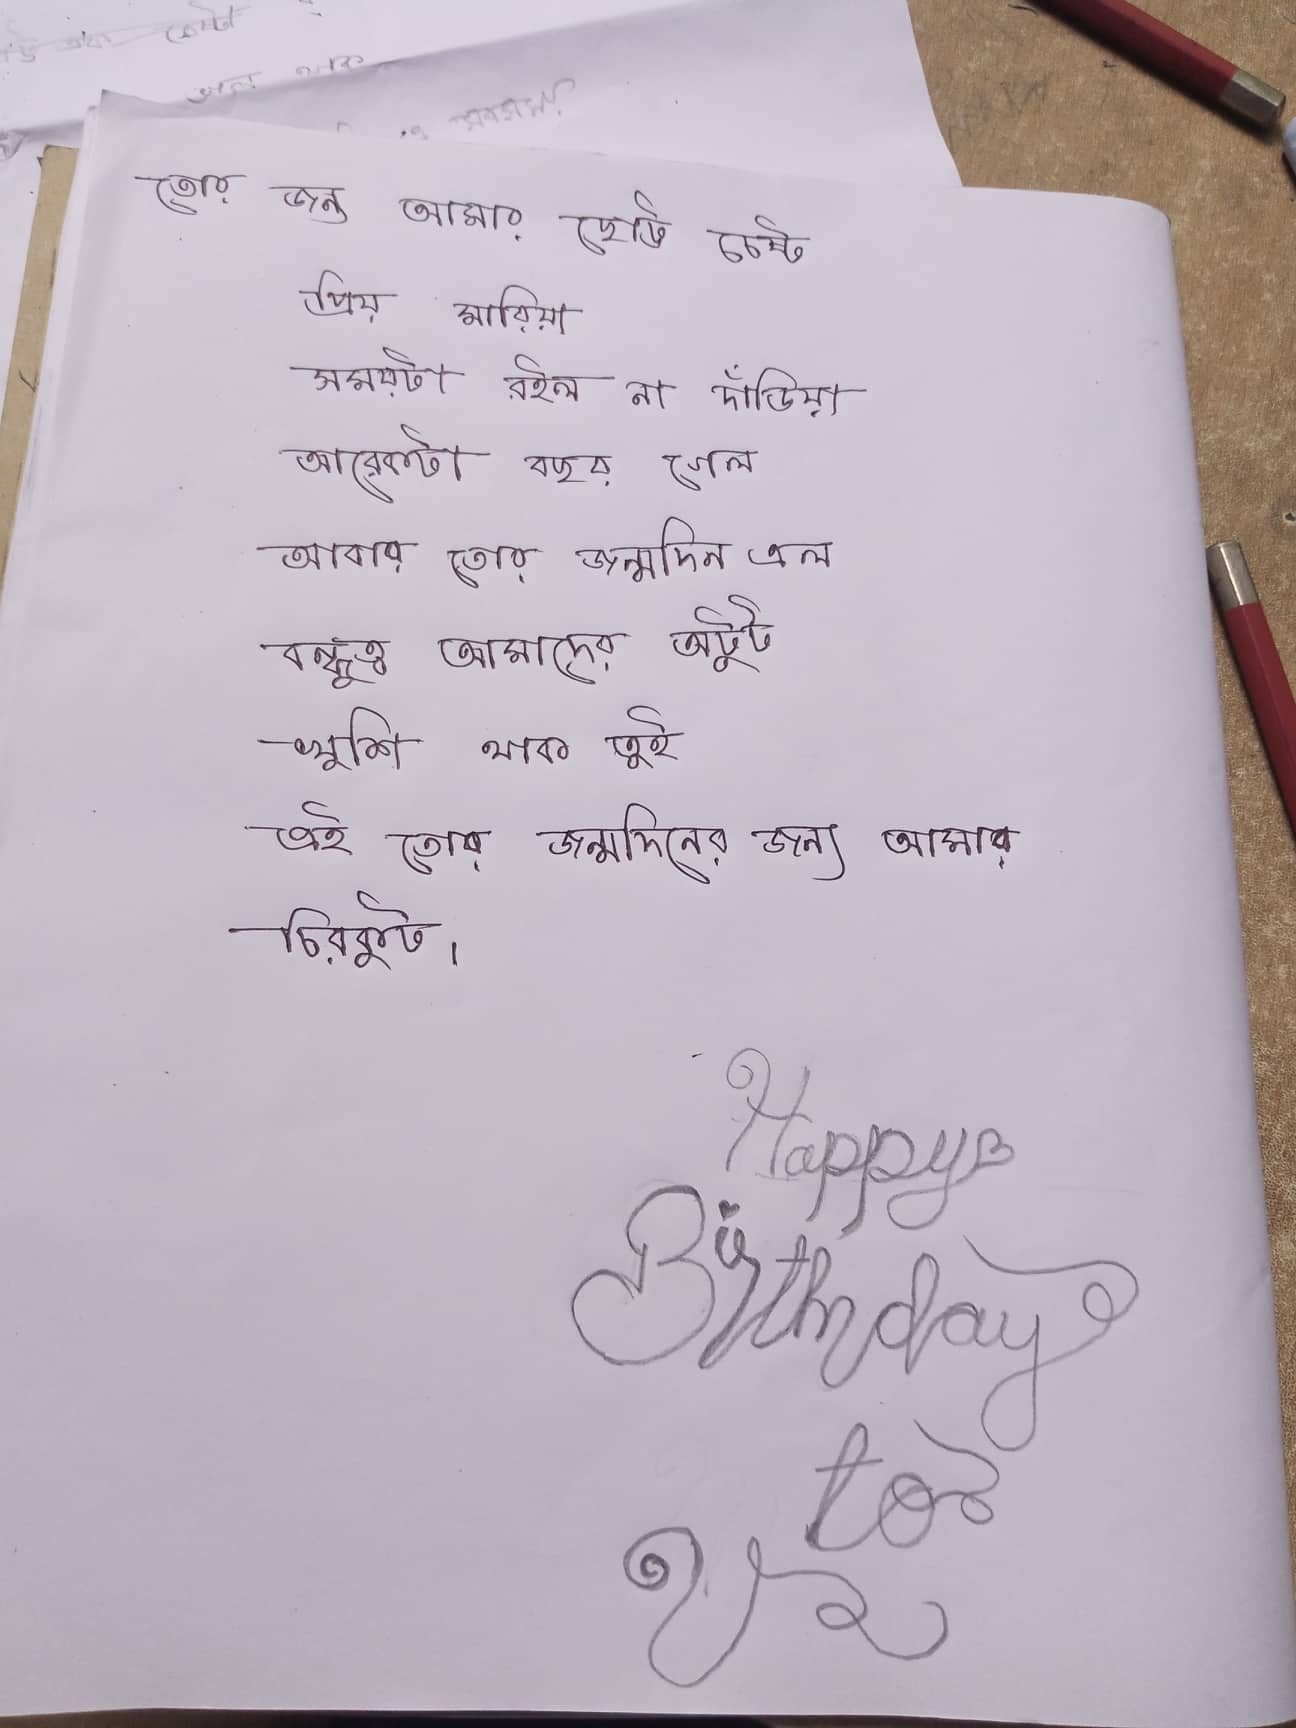 তোর জন্য আমার ছোট চেষ্ট
প্রিয় মারিয়া
সময়টা রইল না দাঁড়িয়া
আরেকটা বছর গেল
আবার তোর জন্মদিন এল
বন্ধুত্ব আমাদের অটুট
খুশি থাক তুই
এই তোর জন্মদিনের জন্য আমার
চিরকুট।
Happy
Birthday
to